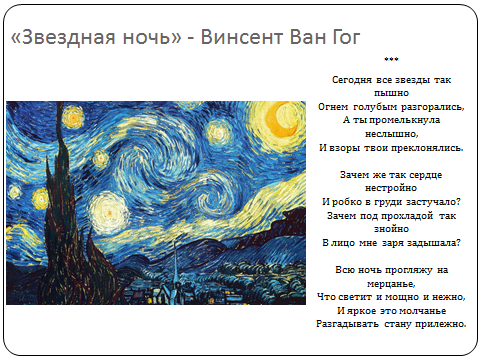 «Звездная ночь» - Винсент Ван Гог
***
Сегодня все звезды так
пышно
Огнем голубым разгорались,
А ты промелькнула
неслышно,
И взоры твои преклонялись.
Зачем же так сердце
нестройно
И робко в груди застучало?
Зачем под прохладой так
знойно
В лицо мне заря задышала?
Всю ночь прогляжу на
мерцанье,
Что светит и мощно и нежно,
И яркое это молчанье
Разгадывать стану прилежно.